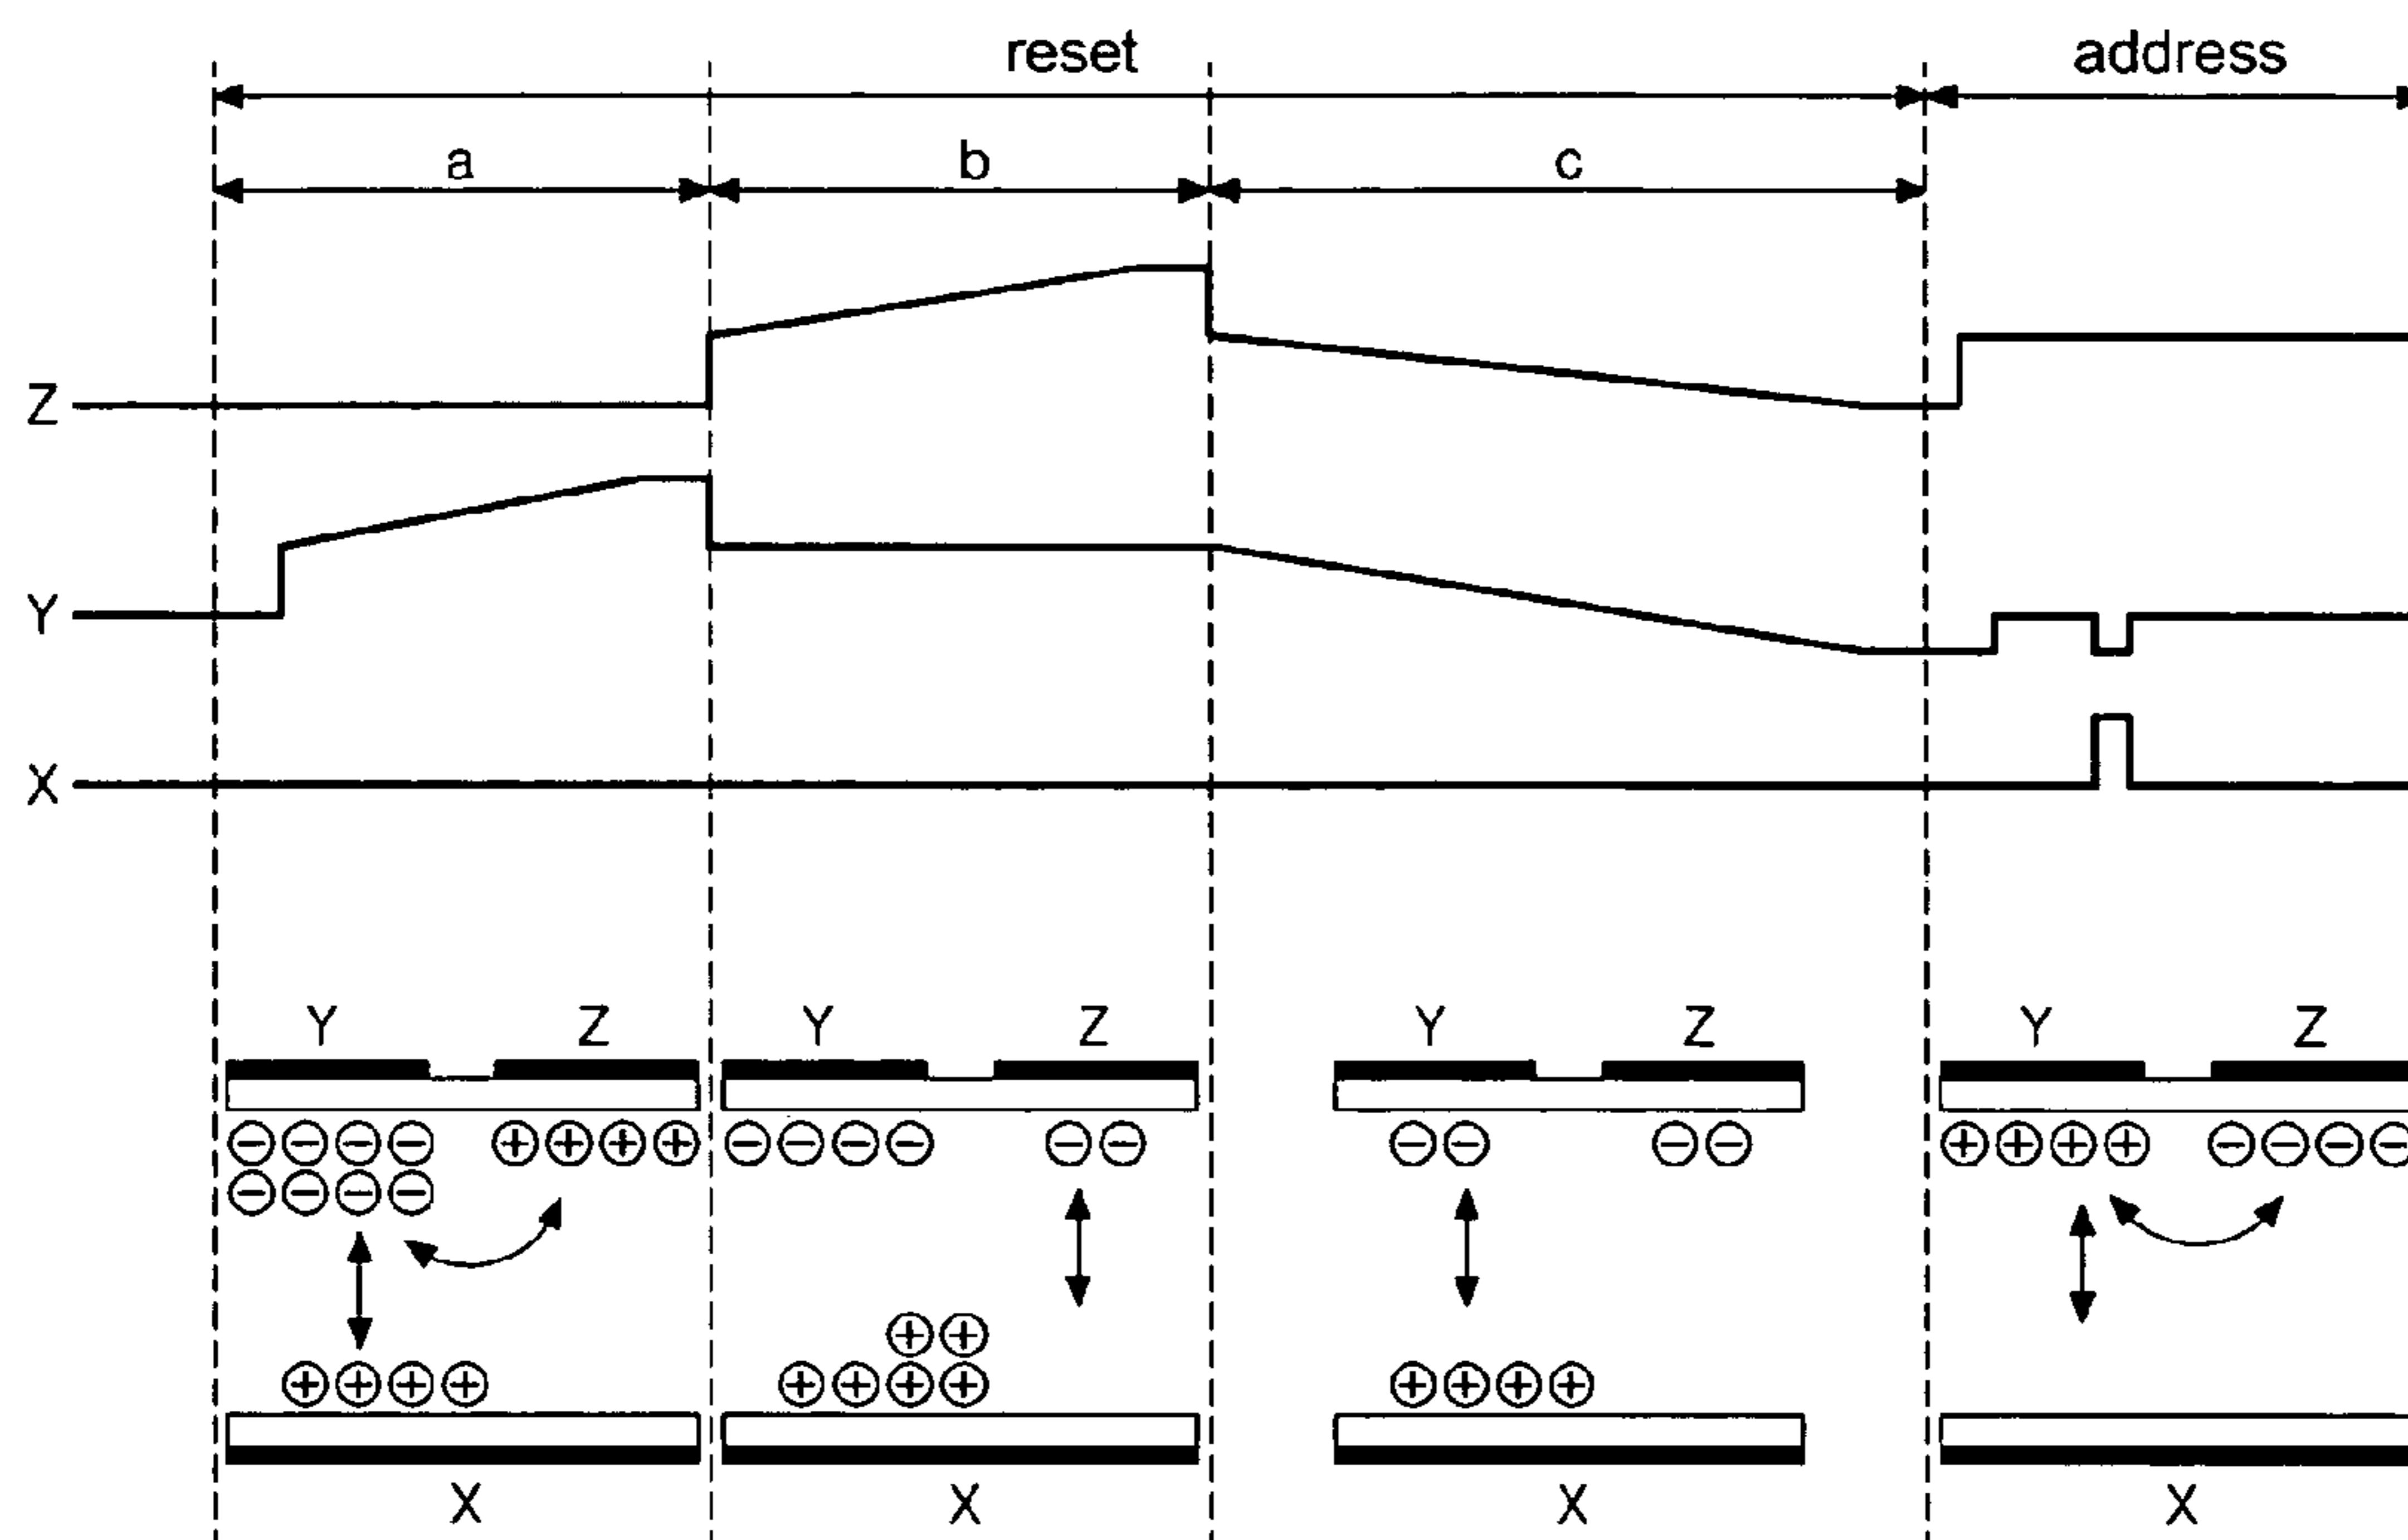 reset address
a b c
Z
Y
X
Y Z Y Z Y Z Y Z
⊖⊖⊖⊖ ⊕⊕⊕⊕ ⊖⊖⊖⊖ ⊖⊖ ⊖⊖ ⊖⊖ ⊕⊕⊕⊕ ⊖⊖⊖⊖
⊖⊖⊖⊖
⊕⊕
⊕⊕⊕⊕ ⊕⊕⊕⊕ ⊕⊕⊕⊕
X X X X